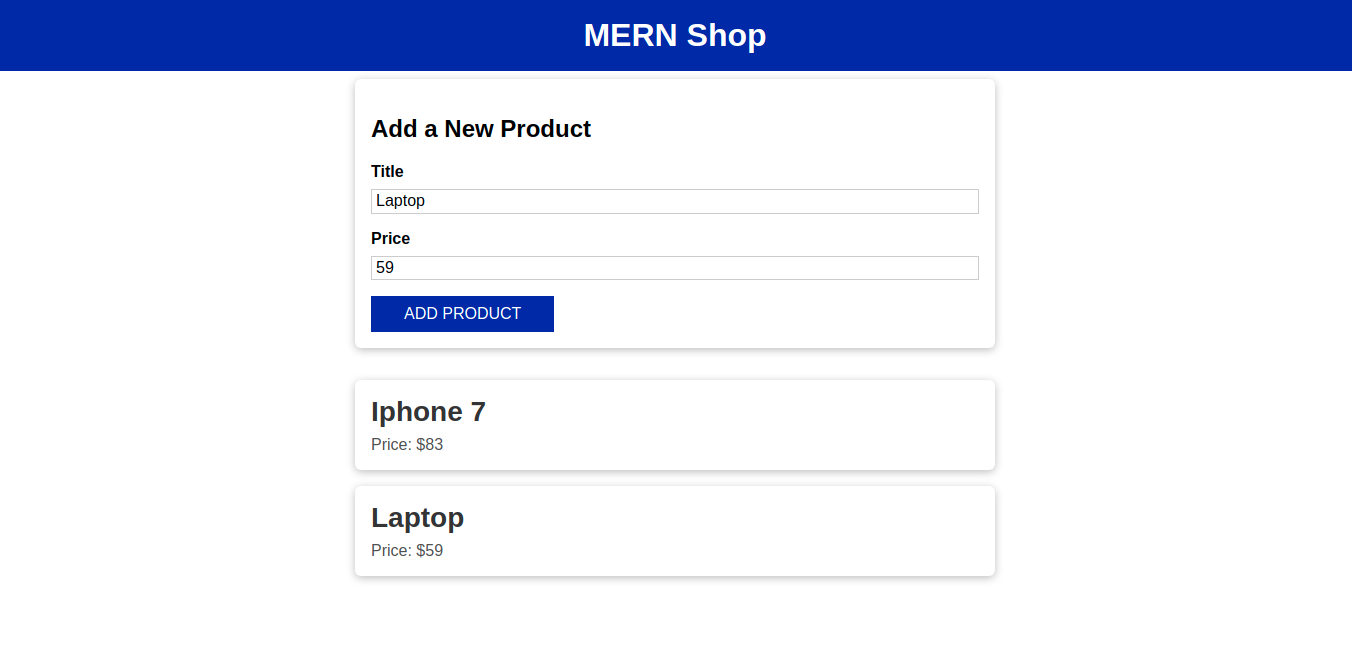 MERN Shop
Add a New Product
Title
Laptop
Price
59
ADD PRODUCT
Iphone 7
Price: $83
Laptop
Price: $59